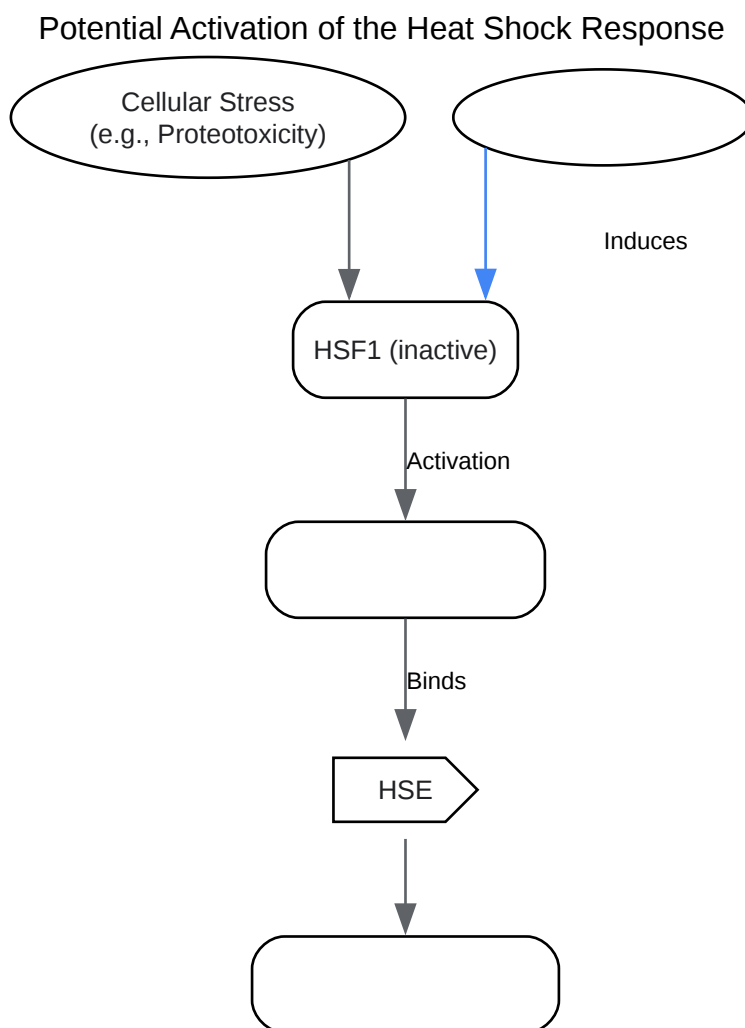 Potential Activation of the Heat Shock Response
Cellular Stress
(e.g., Proteotoxicity)
Induces
HSF1 (inactive)
Activation
Binds
HSE